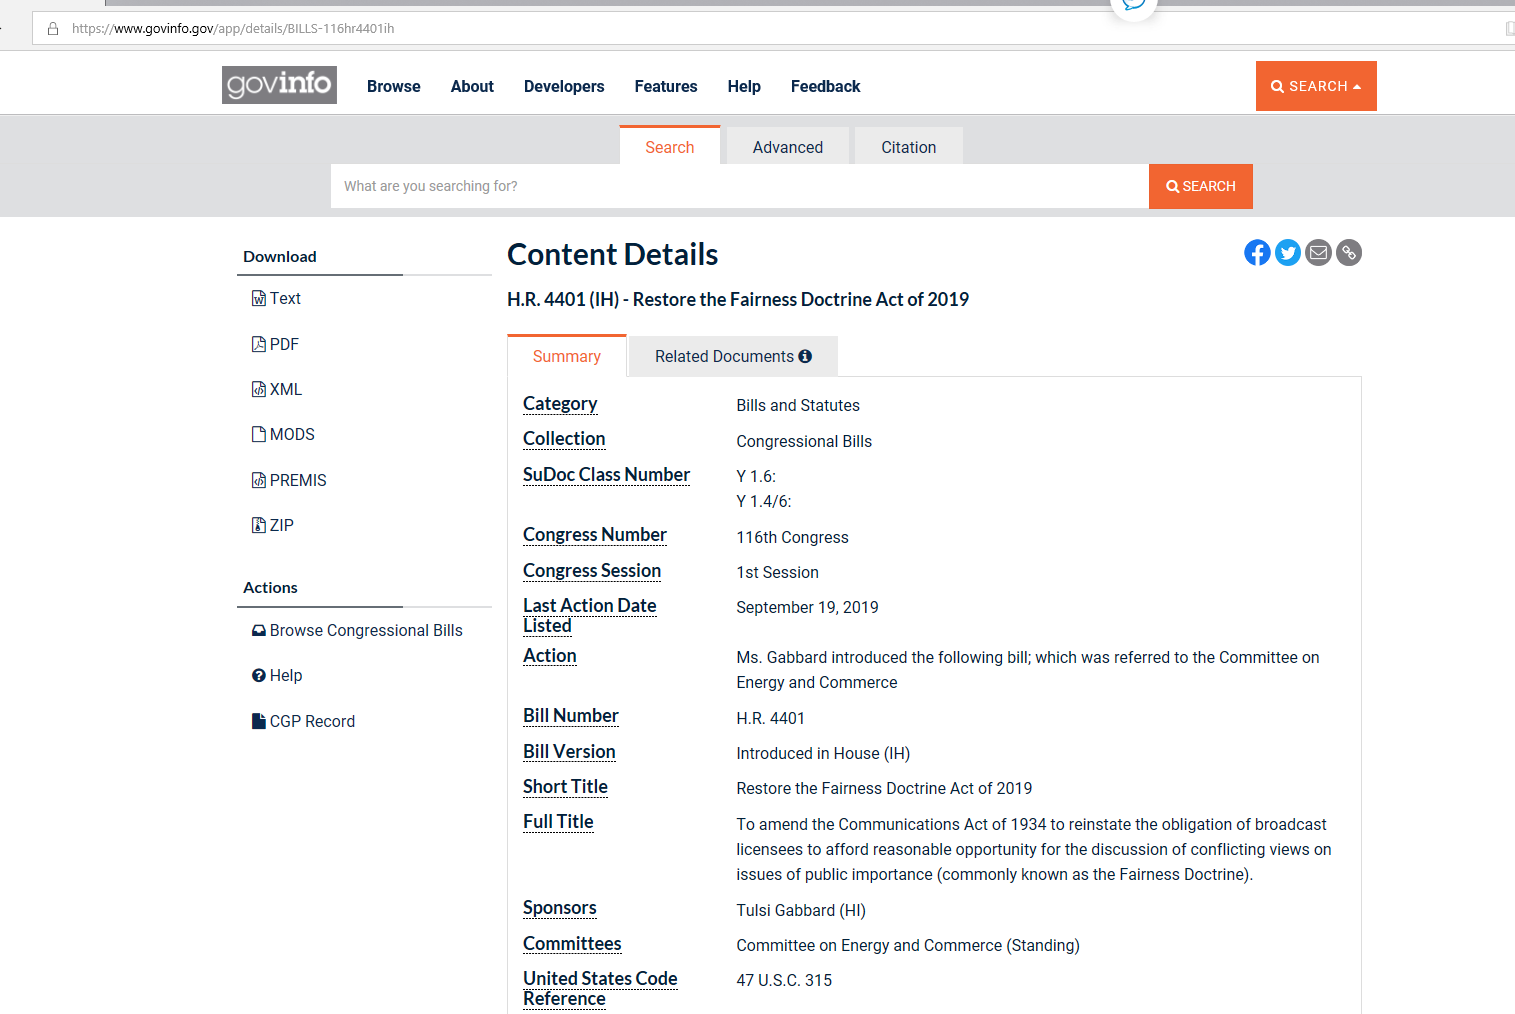 https://www.govinfo.gov/app/details/BILLS-116hr4401ih
govinfo Browse About Developers Features Help Feedback SEARCH
Search Advanced Citation
What are you searching for? SEARCH
Download
Text
PDF
XML
MODS
PREMIS
ZIP
Actions
Browse Congressional Bills
Help
CGP Record
Content Details
H.R. 4401 (IH) - Restore the Fairness Doctrine Act of 2019
Summary Related Documents
Category Bills and Statutes
Collection Congressional Bills
SuDoc Class Number Y 1.6:
Y 1.4/6:
Congress Number 116th Congress
Congress Session 1st Session
Last Action Date September 19, 2019
Listed
Action Ms. Gabbard introduced the following bill; which was referred to the Committee on
Energy and Commerce
Bill Number H.R. 4401
Bill Version Introduced in House (IH)
Short Title Restore the Fairness Doctrine Act of 2019
Full Title To amend the Communications Act of 1934 to reinstate the obligation of broadcast
licensees to afford reasonable opportunity for the discussion of conflicting views on
issues of public importance (commonly known as the Fairness Doctrine).
Sponsors Tulsi Gabbard (HI)
Committees Committee on Energy and Commerce (Standing)
United States Code 47 U.S.C. 315
Reference